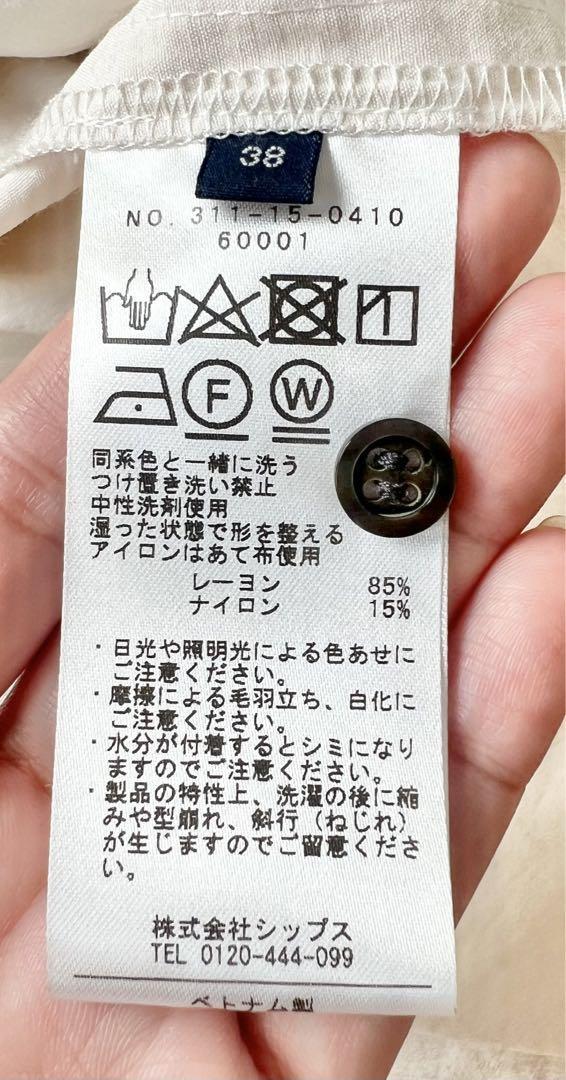 38
NO. 311-15-0410
60001
F W
同系色と一緒に洗う
つけ置き洗い禁止
中性洗剤使用
湿った状態で形を整える
アイロンはあて布使用
レーヨン 85%
ナイロン 15%
・日光や照明光による色あせに
ご注意ください。
・摩擦による毛羽立ち、白化に
ご注意ください。
・水分が付着するとシミになり
ますのでご注意ください。
・製品の特性上、洗濯の後に縮
みや型崩れ、斜行（ねじれ）
が生じますのでご留意くださ
い。
株式会社シップス
TEL 0120-444-099
ベトナム製